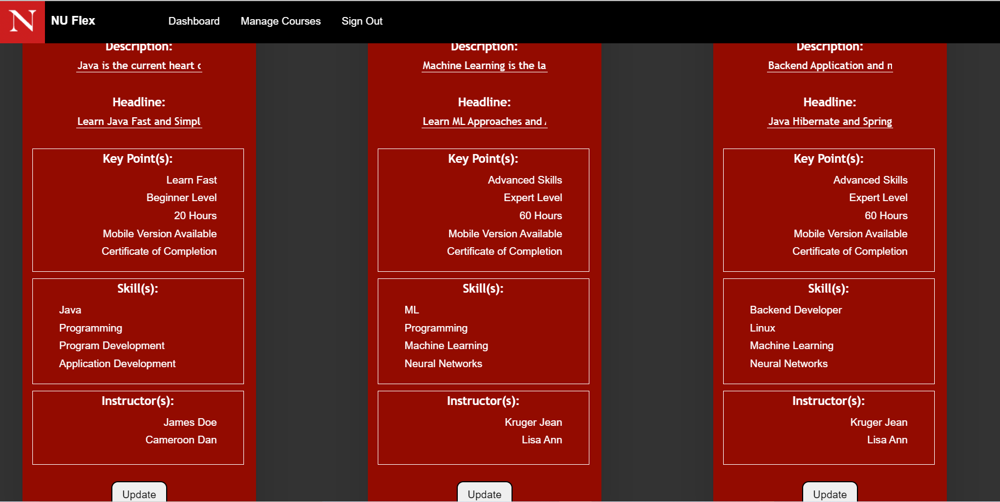 N
NU Flex
Dashboard
Manage Courses
Sign Out
Description:
Java is the current heart
Headline:
Learn Java Fast and Simpl
Key Point(s):
Learn Fast
Beginner Level
20 Hours
Mobile Version Available
Certificate of Completion
Skill(s):
Java
Programming
Program Development
Application Development
Instructor(s):
James Doe
Cameroon Dan
Update
Description:
Machine Learning is the la
Headline:
Learn ML Approaches and
Key Point(s):
Advanced Skills
Expert Level
60 Hours
Mobile Version Available
Certificate of Completion
Skill(s):
ML
Programming
Machine Learning
Neural Networks
Instructor(s):
Kruger Jean
Lisa Ann
Update
Description:
Backend Application and
Headline:
Java Hibernate and Spring
Key Point(s):
Advanced Skills
Expert Level
60 Hours
Mobile Version Available
Certificate of Completion
Skill(s):
Backend Developer
Linux
Machine Learning
Neural Networks
Instructor(s):
Kruger Jean
Lisa Ann
Update